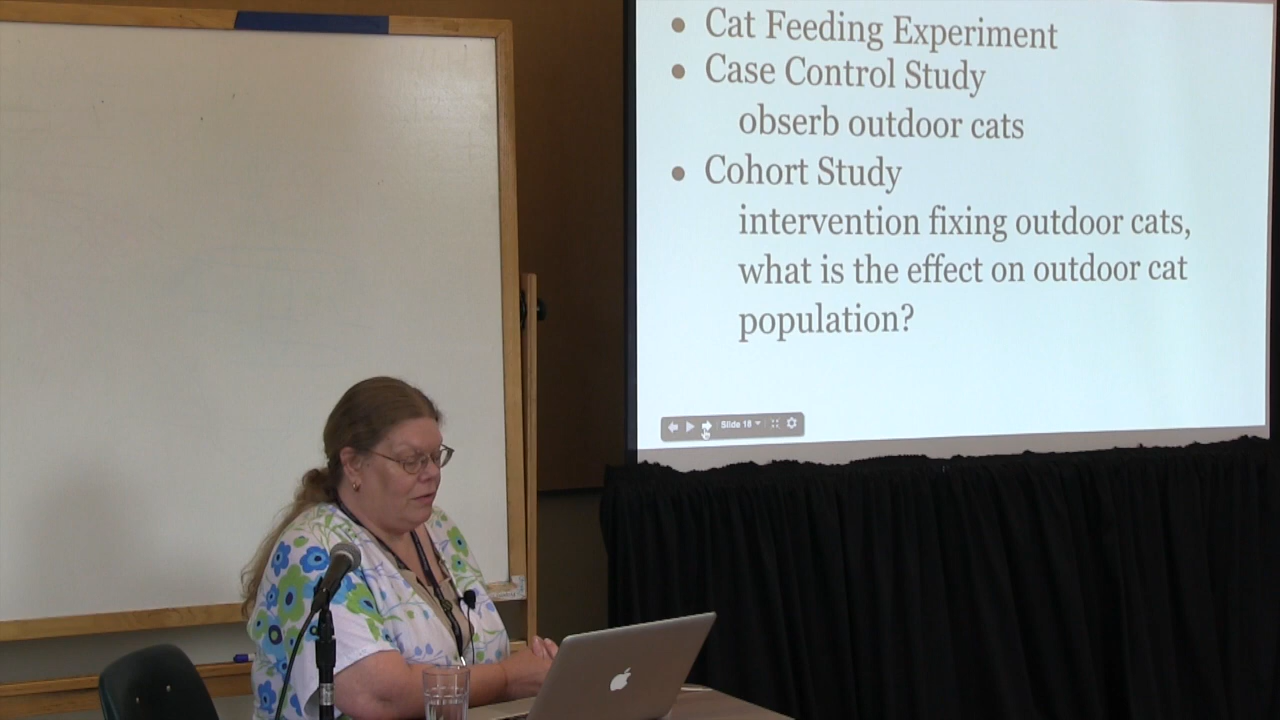 • Cat Feeding Experiment
• Case Control Study
obserb outdoor cats
• Cohort Study
intervention fixing outdoor cats,
what is the effect on outdoor cat
population?
Slide 18